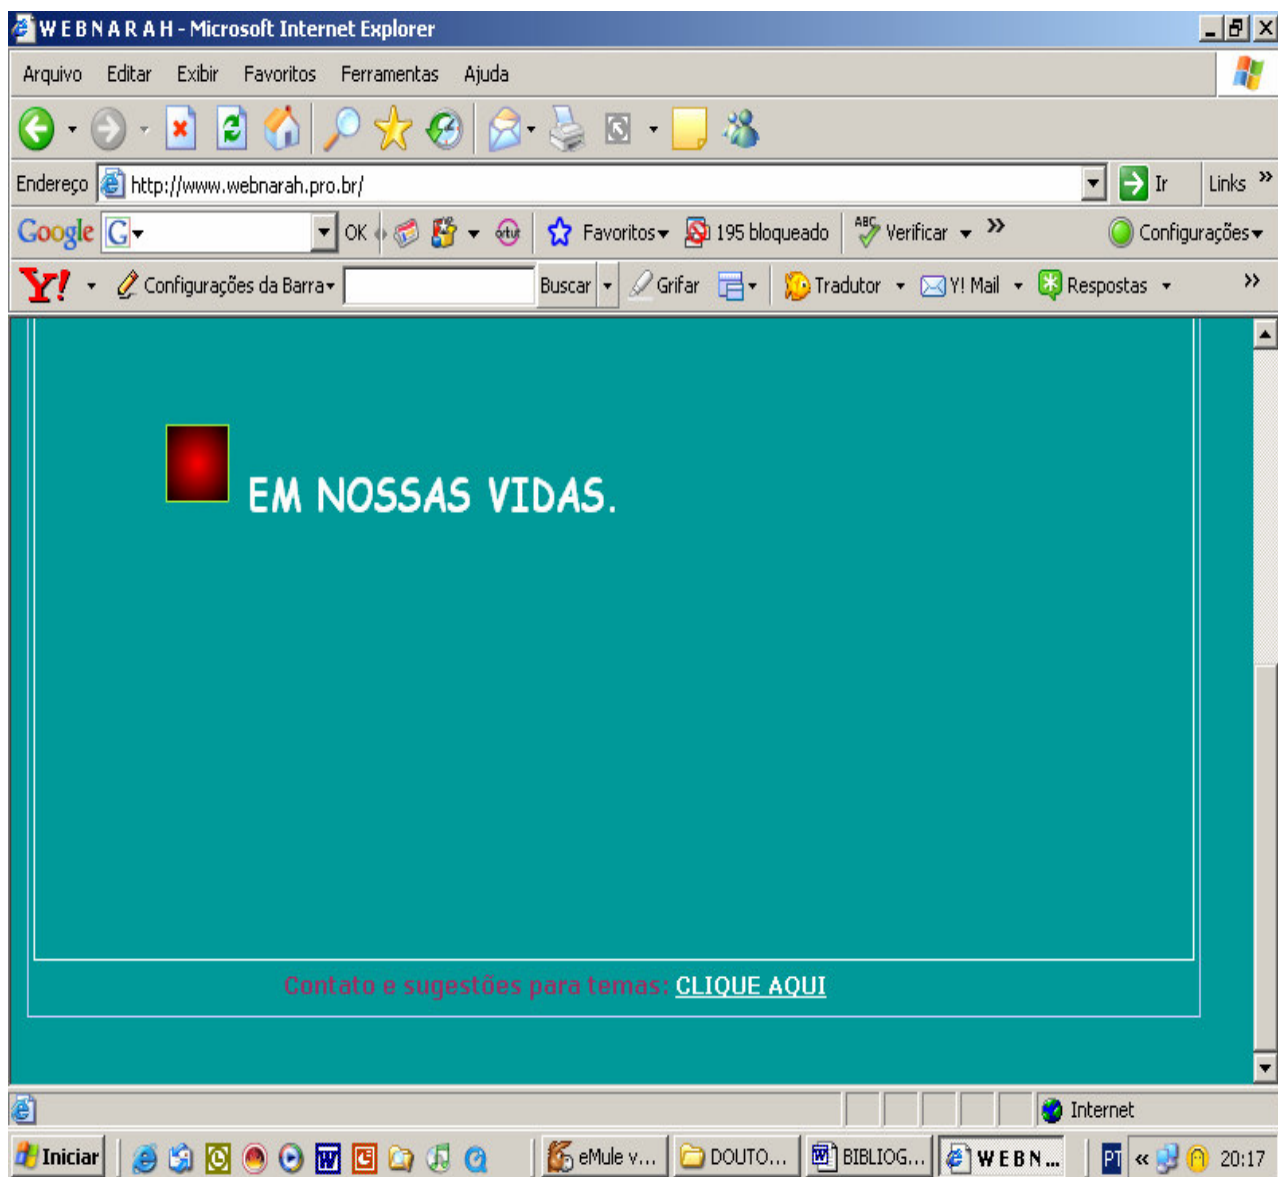 W E B N A R A H - Microsoft Internet Explorer
Arquivo Editar Exibir Favoritos Ferramentas Ajuda
Endereço http://www.webnarah.pro.br/ Ir Links »
Google G OK ortut Favoritos 195 bloqueado ABC Verificar » Configurações
Y! Configurações da Barra Buscar Grifar Tradutor Y! Mail Respostas »
EM NOSSAS VIDAS.
Contato e sugestões para temas: CLIQUE AQUI
Internet
Iniciar eMule v... DOUTO... BIBLIOG... W E B N... PT « 20:17